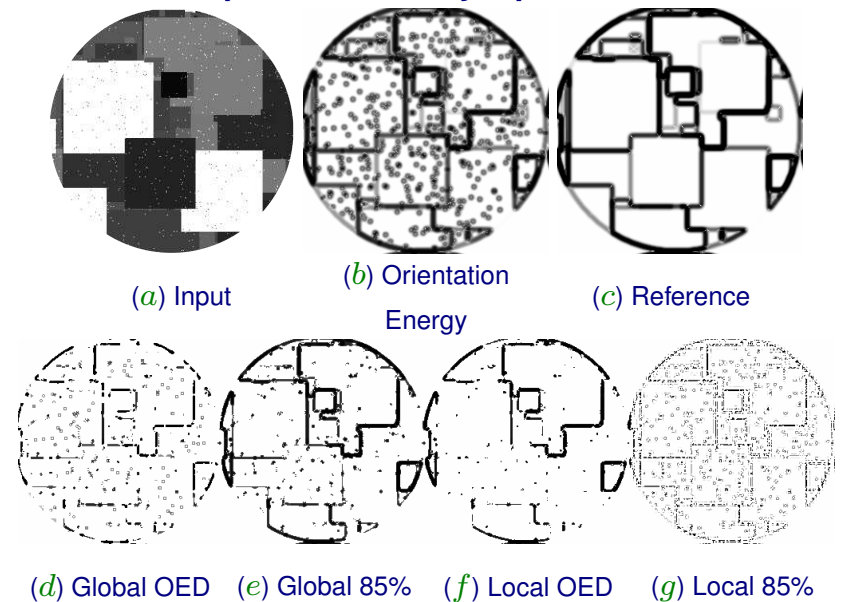 (b) Orientation
(a) Input
(c) Reference
Energy
(d) Global OED (e) Global 85% (f) Local OED (g) Local 85%